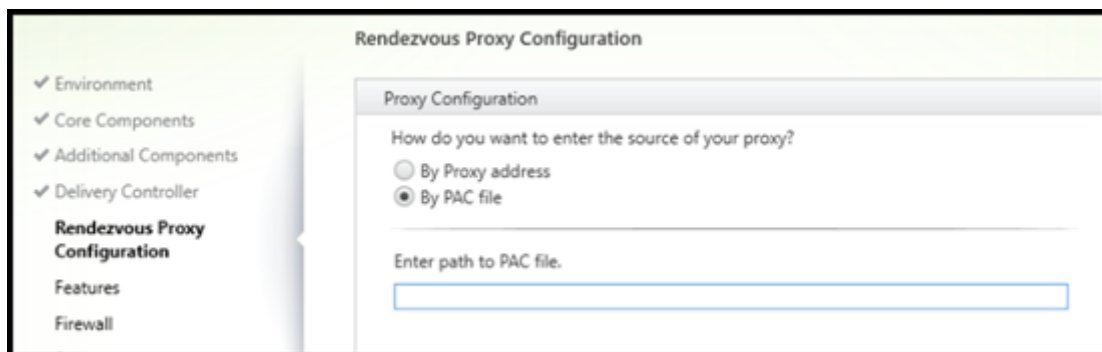 Rendezvous Proxy Configuration
Environment
Core Components
Additional Components
Delivery Controller
Rendezvous Proxy
Configuration
Features
Firewall
Proxy Configuration
How do you want to enter the source of your proxy?
By Proxy address
By PAC file
Enter path to PAC file.